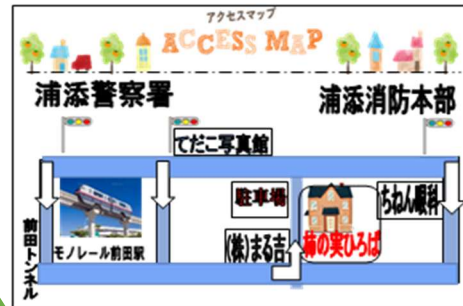 アクセスマップ
ACCESS MAP
浦添警察署
浦添消防本部
てだこ写真館
駐車場
ちねん眼科
(株)まる吉
柿の実ひろば
モノレール前田駅
前田トンネル